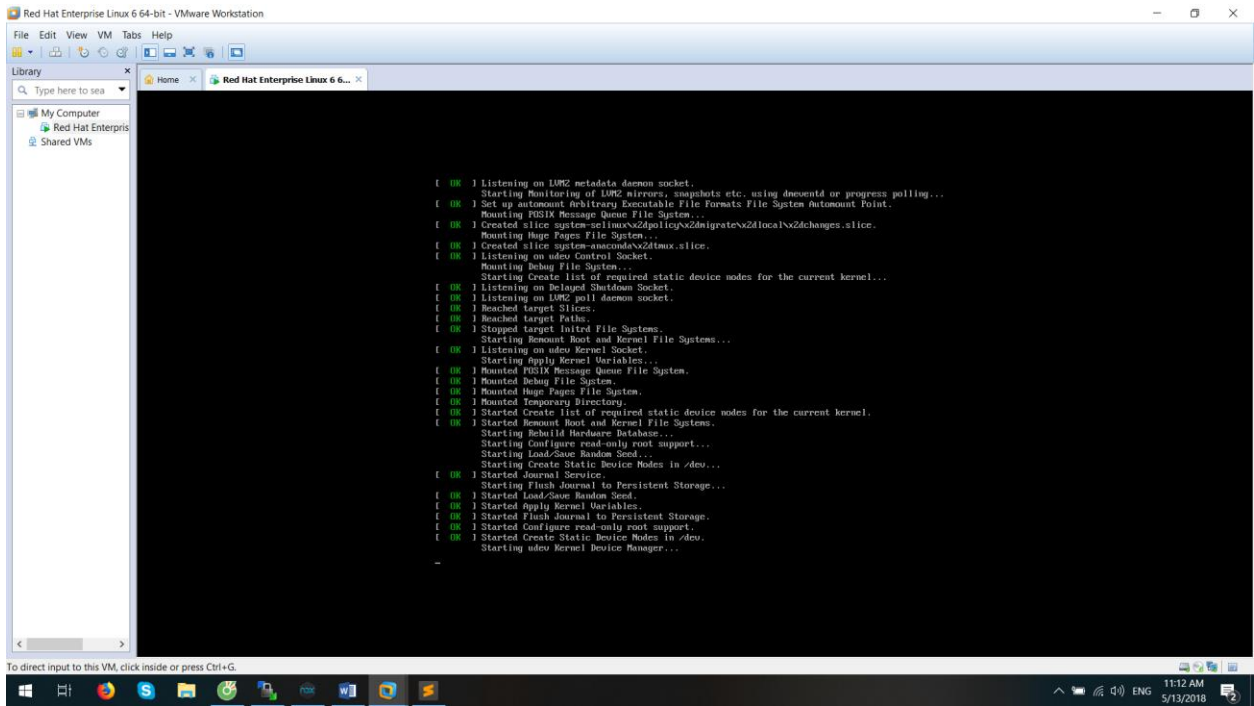 Red Hat Enterprise Linux 6 64-bit - VMware Workstation
File Edit View VM Tabs Help
Library
Type here to sea
My Computer
Red Hat Enterpris
Shared VMs
Home
Red Hat Enterprise Linux 6 6...
[ OK ] Listening on LVM2 metadata daemon socket.
Starting Monitoring of LVM2 mirrors, snapshots etc. using dmeventd or progress polling...
[ OK ] Set up automount Arbitrary Executable File Formats File System Automount Point.
Mounting POSIX Message Queue File System...
[ OK ] Created slice system-selinux\x2dpolicy\x2dmigrate\x2dlocal\x2dchanges.slice.
Mounting Huge Pages File System...
[ OK ] Created slice system-anaconda\x2dtmux.slice.
[ OK ] Listening on udev Control Socket.
Mounting Debug File System...
Starting Create list of required static device nodes for the current kernel...
[ OK ] Listening on Delayed Shutdown Socket.
[ OK ] Listening on LVM2 poll daemon socket.
[ OK ] Reached target Slices.
[ OK ] Reached target Paths.
[ OK ] Stopped target Initrd File Systems.
Starting Remount Root and Kernel File Systems...
[ OK ] Listening on udev Kernel Socket.
Starting Apply Kernel Variables...
[ OK ] Mounted POSIX Message Queue File System.
[ OK ] Mounted Debug File System.
[ OK ] Mounted Huge Pages File System.
[ OK ] Mounted Temporary Directory.
[ OK ] Started Create list of required static device nodes for the current kernel.
[ OK ] Started Remount Root and Kernel File Systems.
Starting Rebuild Hardware Database...
Starting Configure read-only root support...
Starting Load/Save Random Seed...
Starting Create Static Device Nodes in /dev...
[ OK ] Started Journal Service.
Starting Flush Journal to Persistent Storage...
[ OK ] Started Load/Save Random Seed.
[ OK ] Started Apply Kernel Variables.
[ OK ] Started Flush Journal to Persistent Storage.
[ OK ] Started Configure read-only root support.
[ OK ] Started Create Static Device Nodes in /dev.
Starting udev Kernel Device Manager...
To direct input to this VM, click inside or press Ctrl+G.
ENG
11:12 AM
5/13/2018
2